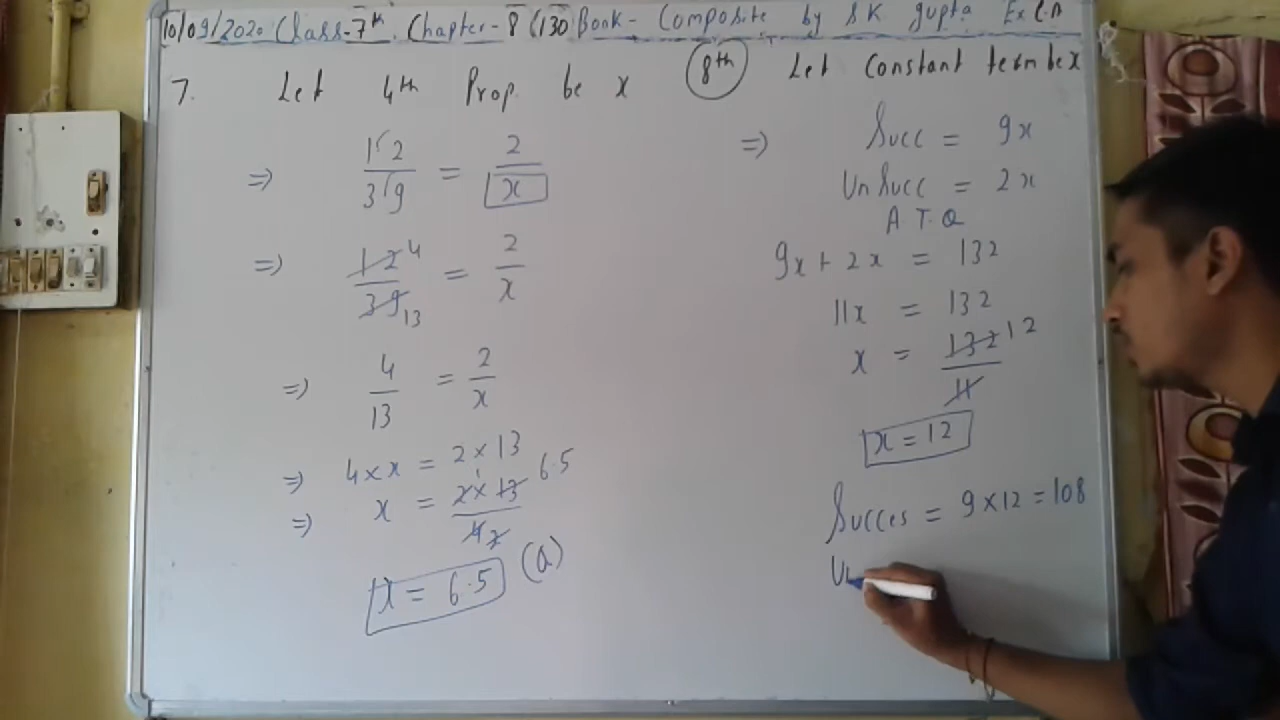 10/09/2020 Class-7th. Chapter-8 (130 Book- Composite by S K gupta Ex
7. Let 4th Prop. be x
=> 1.2/3.9 = 2/x
=> 12 4/39 13 = 2/x
=> 4/13 = 2/x
=> 4 x x = 2 x 13
=> x = 2 x 13/4 2 1 6.5
x = 6.5 (a)
8th Let Constant term be x
=> Succ = 9x
UnSucc = 2x
A.T.Q
9x + 2x = 132
11x = 132
x = 132/11 12
x = 12
Succes = 9 x 12 = 108
Un